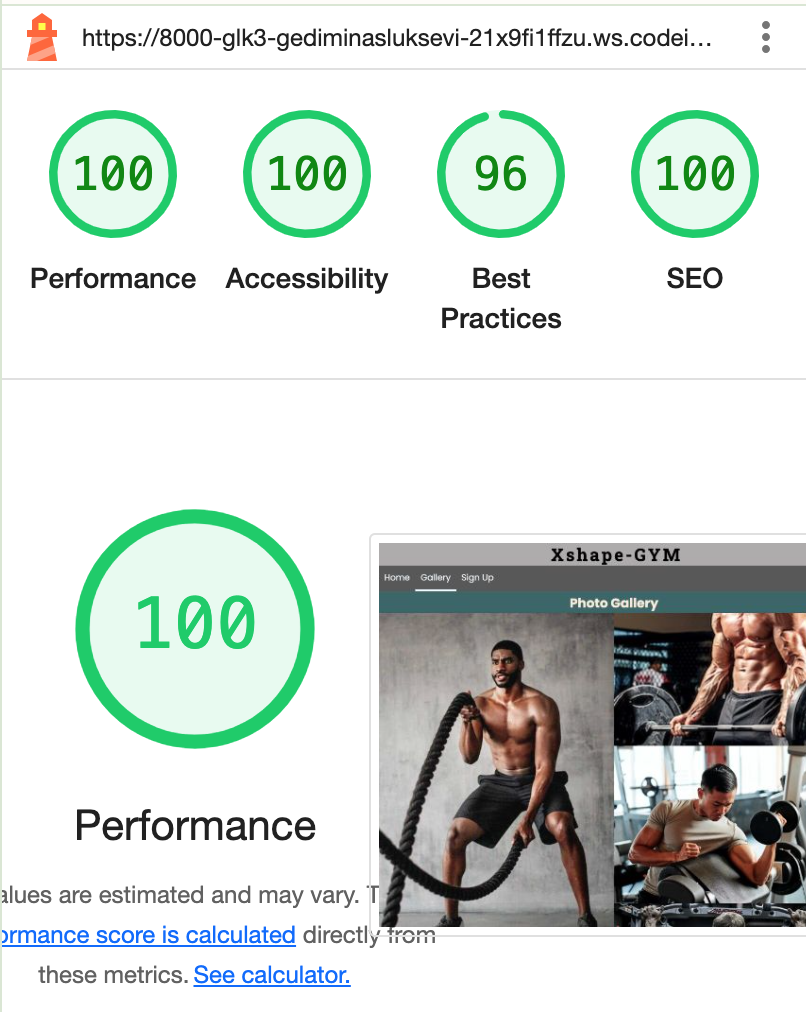 https://8000-glk3-gediminasluksevi-21x9fi1ffzu.ws.codei…
100
100
96
100
Performance
Accessibility
Best
Practices
SEO
100
Xshape-GYM
Home Gallery Sign Up
Photo Gallery
Performance
alues are estimated and may vary. T
ormance score is calculated directly from
these metrics. See calculator.